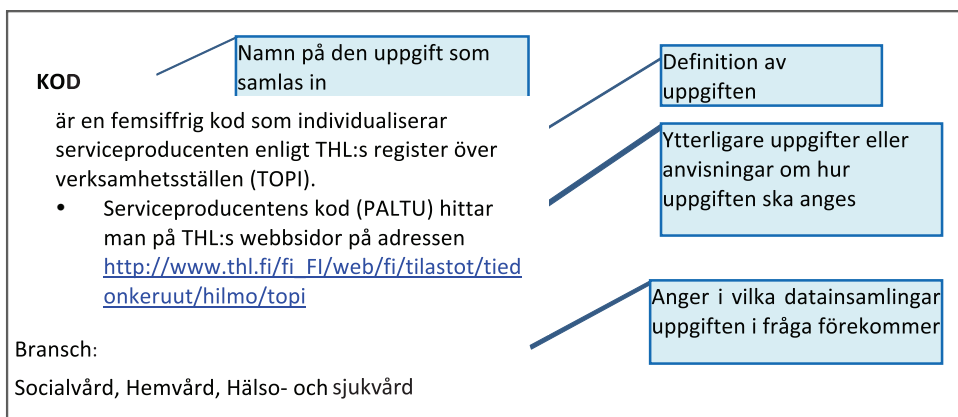 Namn på den uppgift som
samlas in
KOD
Definition av
uppgiften
är en femsiffrig kod som individualiserar
serviceproducenten enligt THL:s register över
verksamhetsställen (TOPI).
Ytterligare uppgifter eller
anvisningar om hur
uppgiften ska anges
• Serviceproducentens kod (PALTU) hittar
man på THL:s webbsidor på adressen
http://www.thl.fi/fi_FI/web/fi/tilastot/tied
onkeruut/hilmo/topi
Anger i vilka datainsamlingar
uppgiften i fråga förekommer
Bransch:
Socialvård, Hemvård, Hälso- och sjukvård